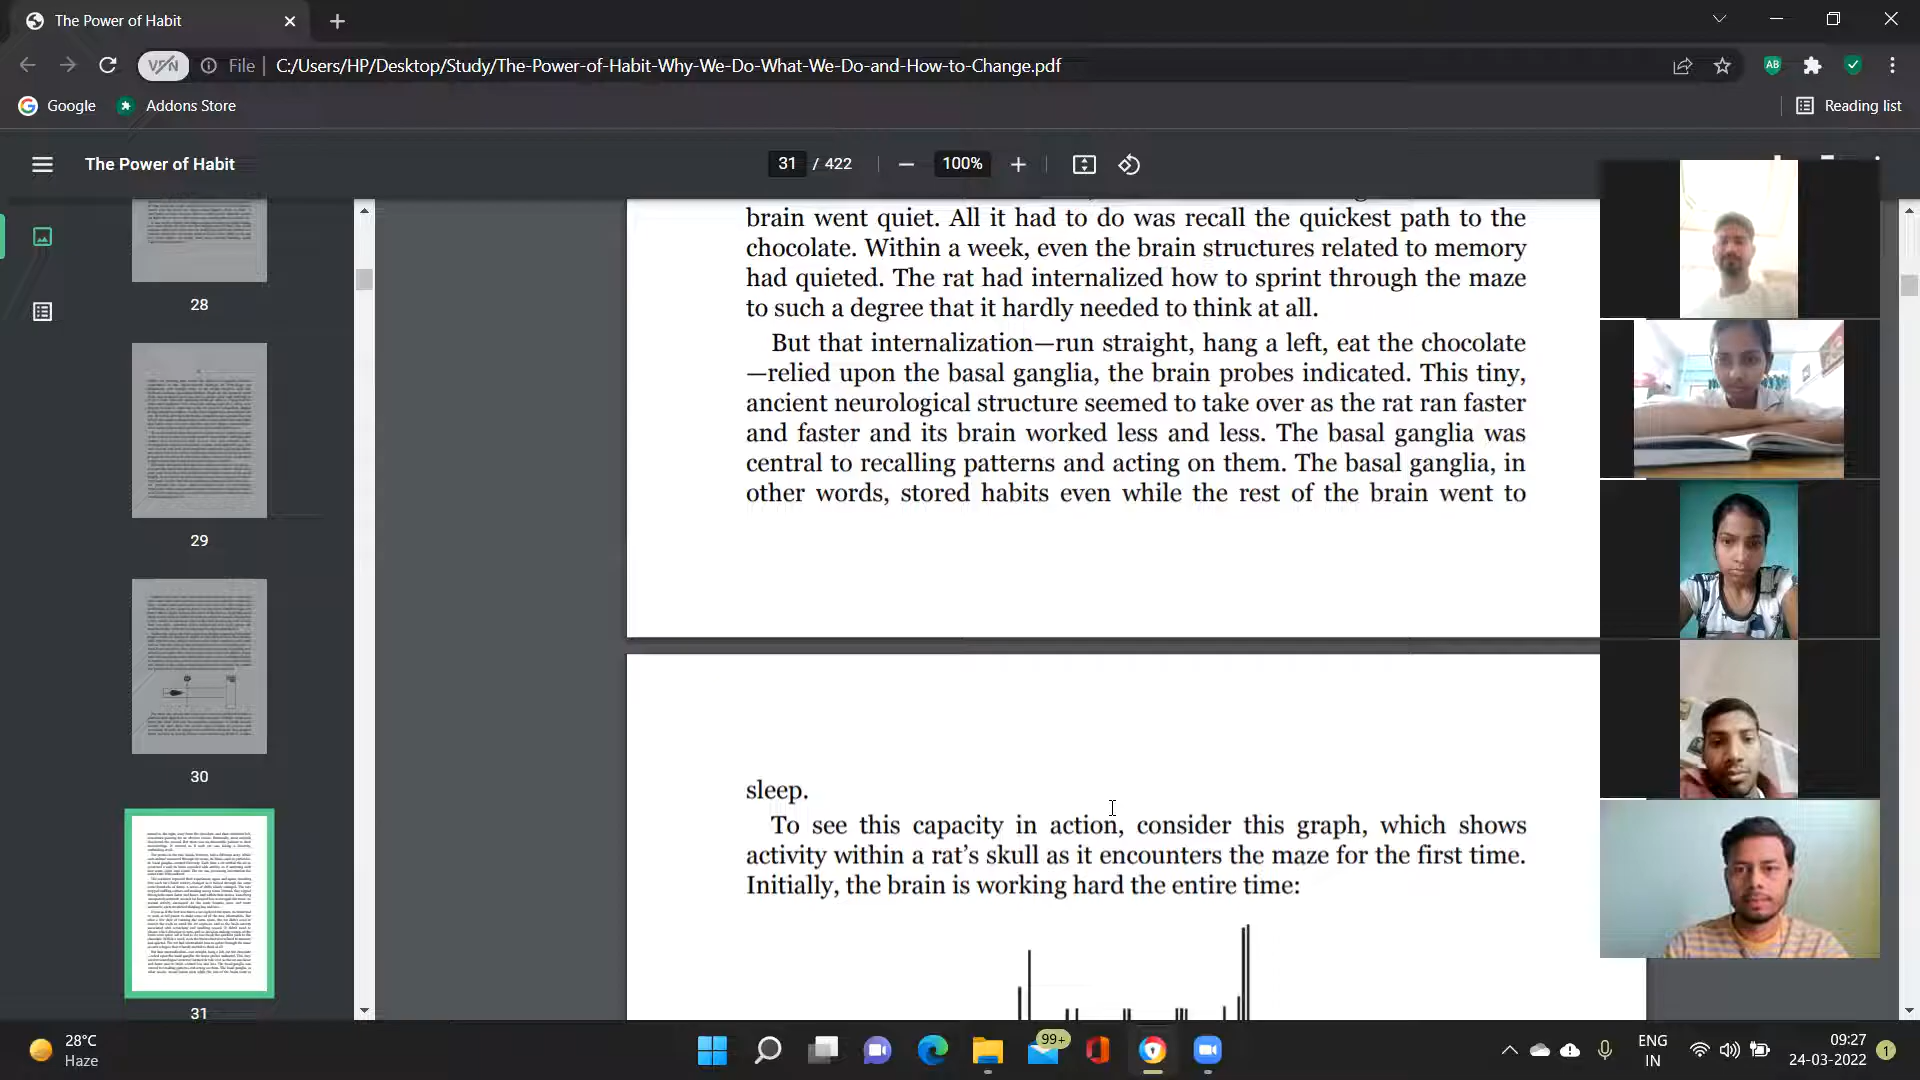 The Power of Habit
VPN
File
C:/Users/HP/Desktop/Study/The-Power-of-Habit-Why-We-Do-What-We-Do-and-How-to-Change.pdf
AB
Google
Addons Store
Reading list
The Power of Habit
31 / 422
100%
28
29
30
31
brain went quiet. All it had to do was recall the quickest path to the
chocolate. Within a week, even the brain structures related to memory
had quieted. The rat had internalized how to sprint through the maze
to such a degree that it hardly needed to think at all.
But that internalization—run straight, hang a left, eat the chocolate
—relied upon the basal ganglia, the brain probes indicated. This tiny,
ancient neurological structure seemed to take over as the rat ran faster
and faster and its brain worked less and less. The basal ganglia was
central to recalling patterns and acting on them. The basal ganglia, in
other words, stored habits even while the rest of the brain went to
sleep.
To see this capacity in action, consider this graph, which shows
activity within a rat’s skull as it encounters the maze for the first time.
Initially, the brain is working hard the entire time:
28°C
Haze
99+
ENG
IN
09:27
24-03-2022
1